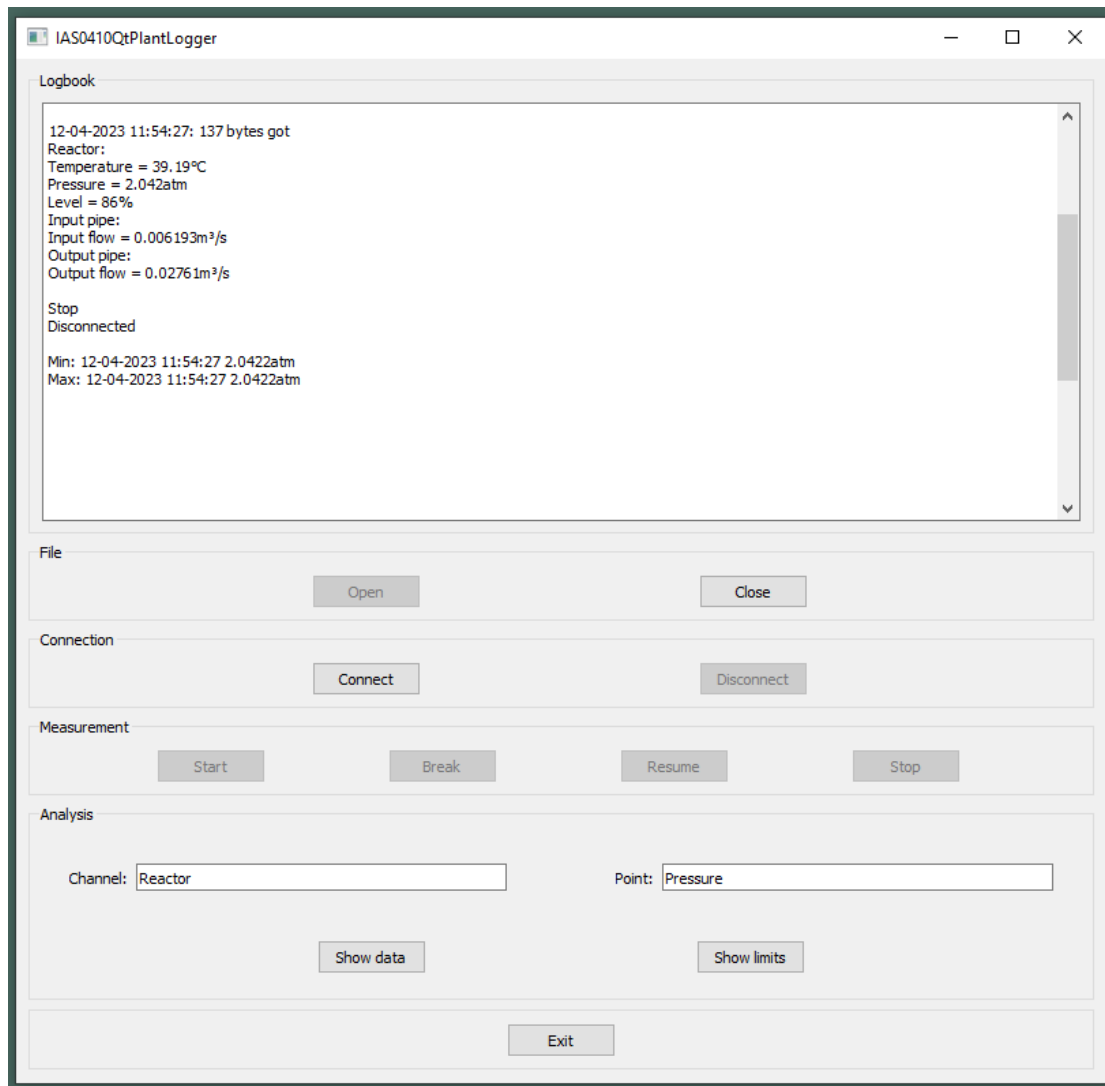 IAS0410QtPlantLogger
Logbook
12-04-2023 11:54:27: 137 bytes got
Reactor:
Temperature = 39.19°C
Pressure = 2.042atm
Level = 86%
Input pipe:
Input flow = 0.006193m³/s
Output pipe:
Output flow = 0.02761m³/s
Stop
Disconnected
Min: 12-04-2023 11:54:27 2.0422atm
Max: 12-04-2023 11:54:27 2.0422atm
File
Open Close
Connection
Connect Disconnect
Measurement
Start Break Resume Stop
Analysis
Channel: Reactor Point: Pressure
Show data Show limits
Exit